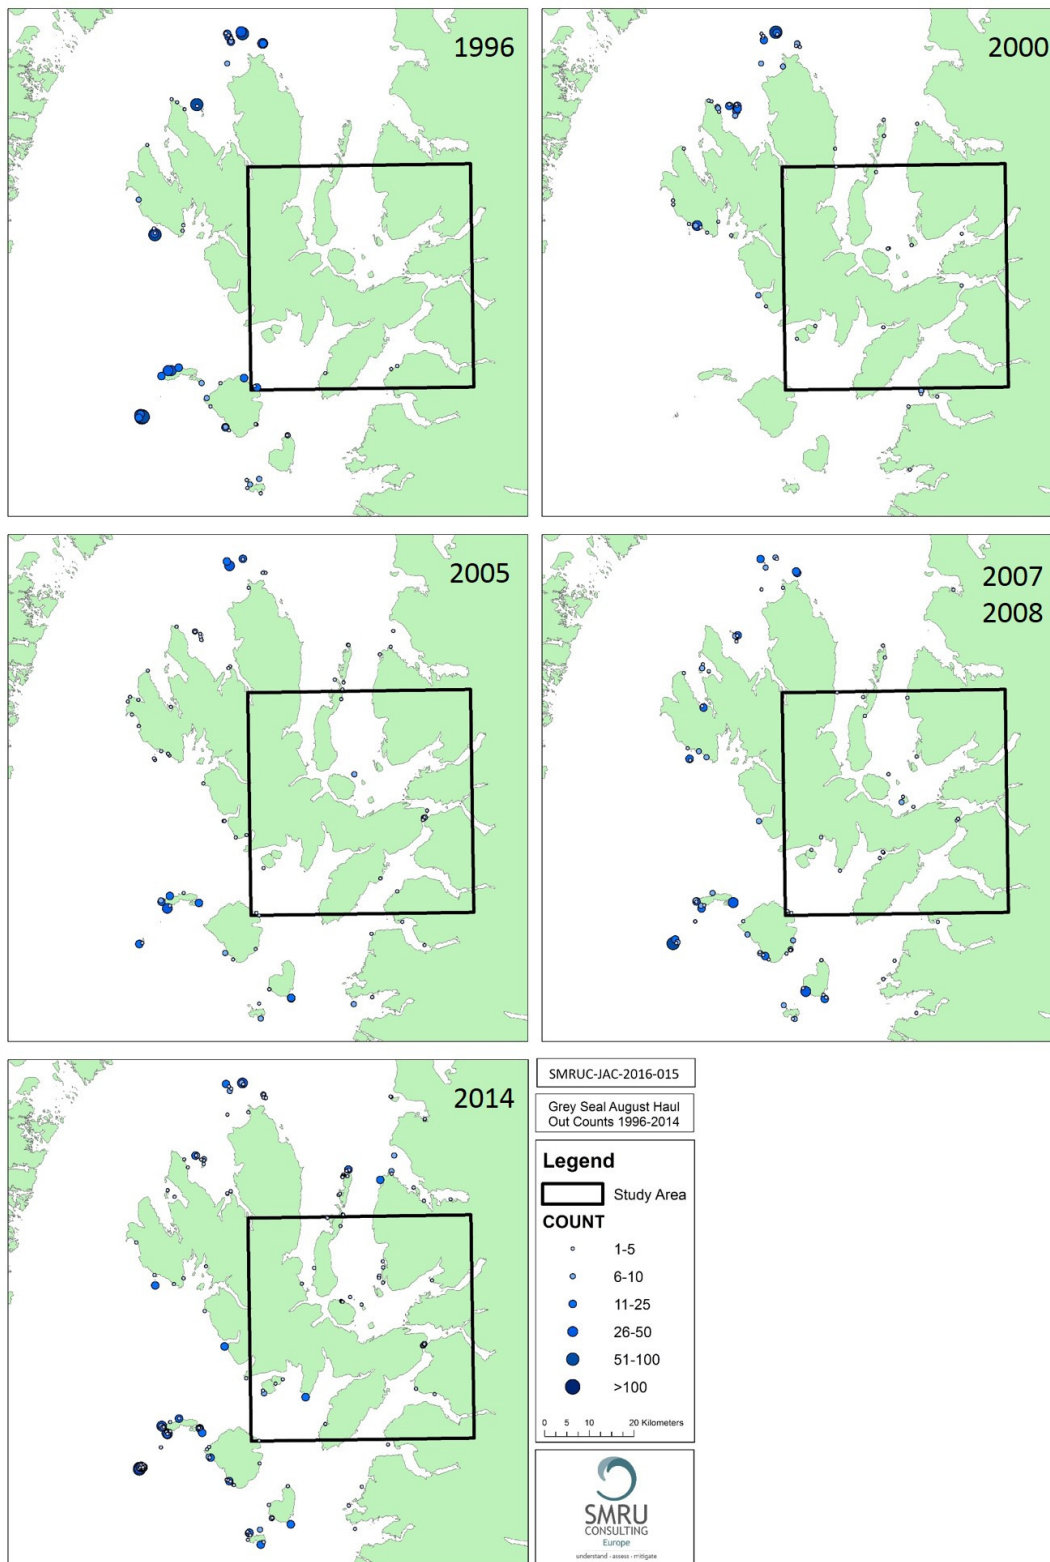 1996
2000
2005
2007
2008
2014
SMRUC-JAC-2016-015
Grey Seal August Haul
Out Counts 1996-2014
Legend
Study Area
COUNT
1-5
6-10
11-25
26-50
51-100
>100
0 5 10 20 Kilometers
SMRU
CONSULTING
Europe
understand · assess · mitigate